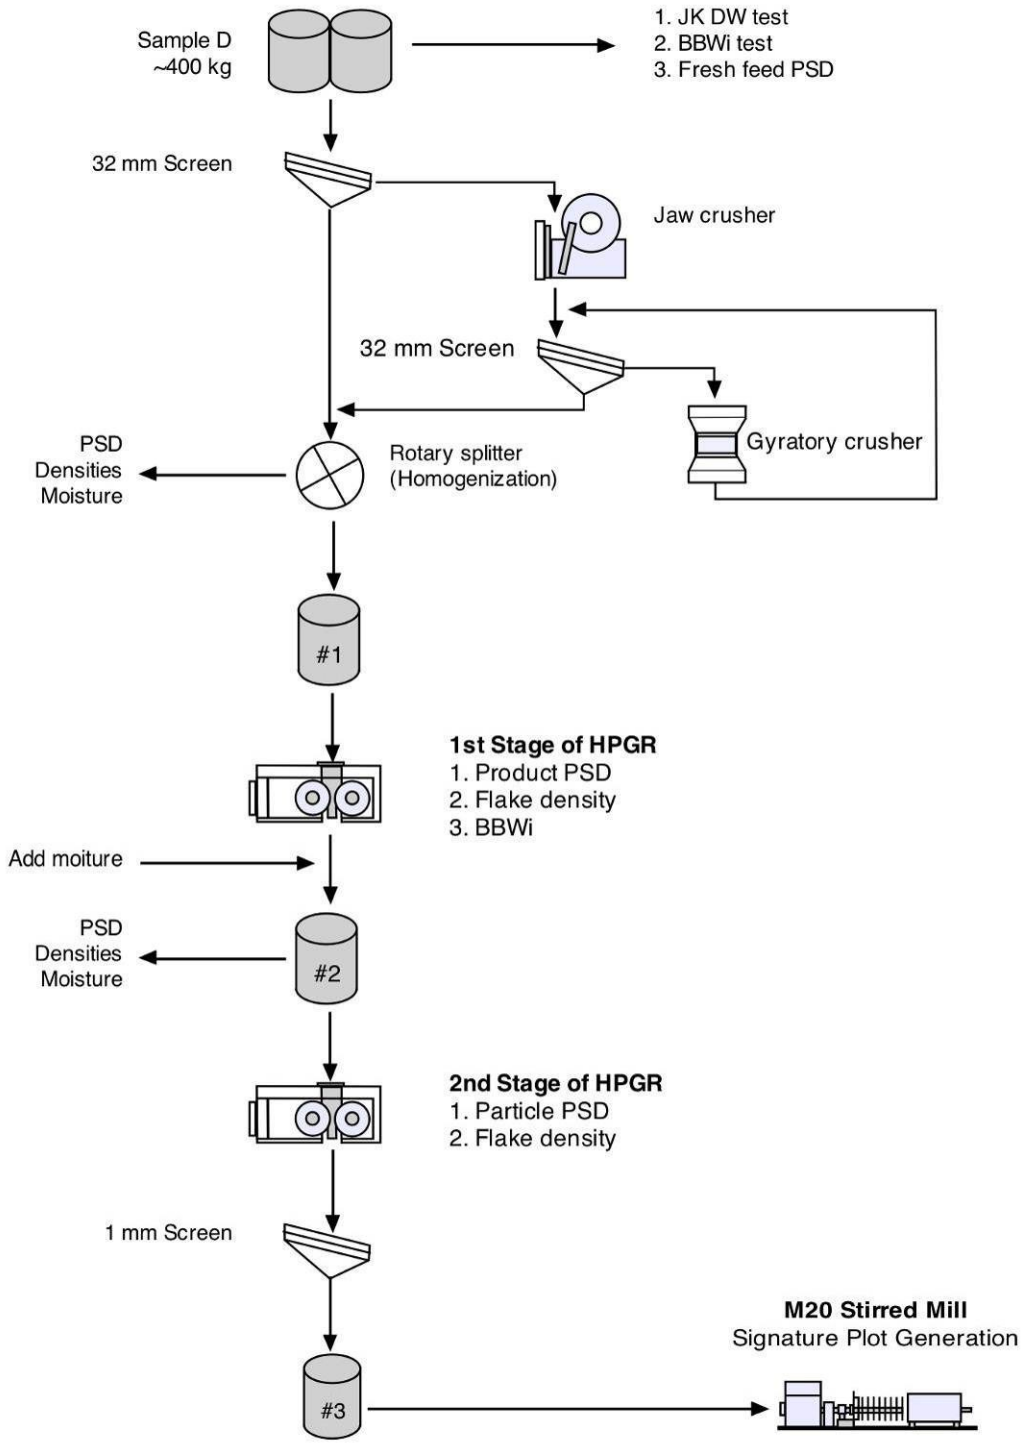 Sample D
~400 kg
1. JK DW test
2. BBWi test
3. Fresh feed PSD
32 mm Screen
Jaw crusher
32 mm Screen
Gyratory crusher
PSD
Densities
Moisture
Rotary splitter
(Homogenization)
#1
1st Stage of HPGR
1. Product PSD
2. Flake density
3. BBWi
Add moiture
PSD
Densities
Moisture
#2
2nd Stage of HPGR
1. Particle PSD
2. Flake density
1 mm Screen
M20 Stirred Mill
Signature Plot Generation
#3